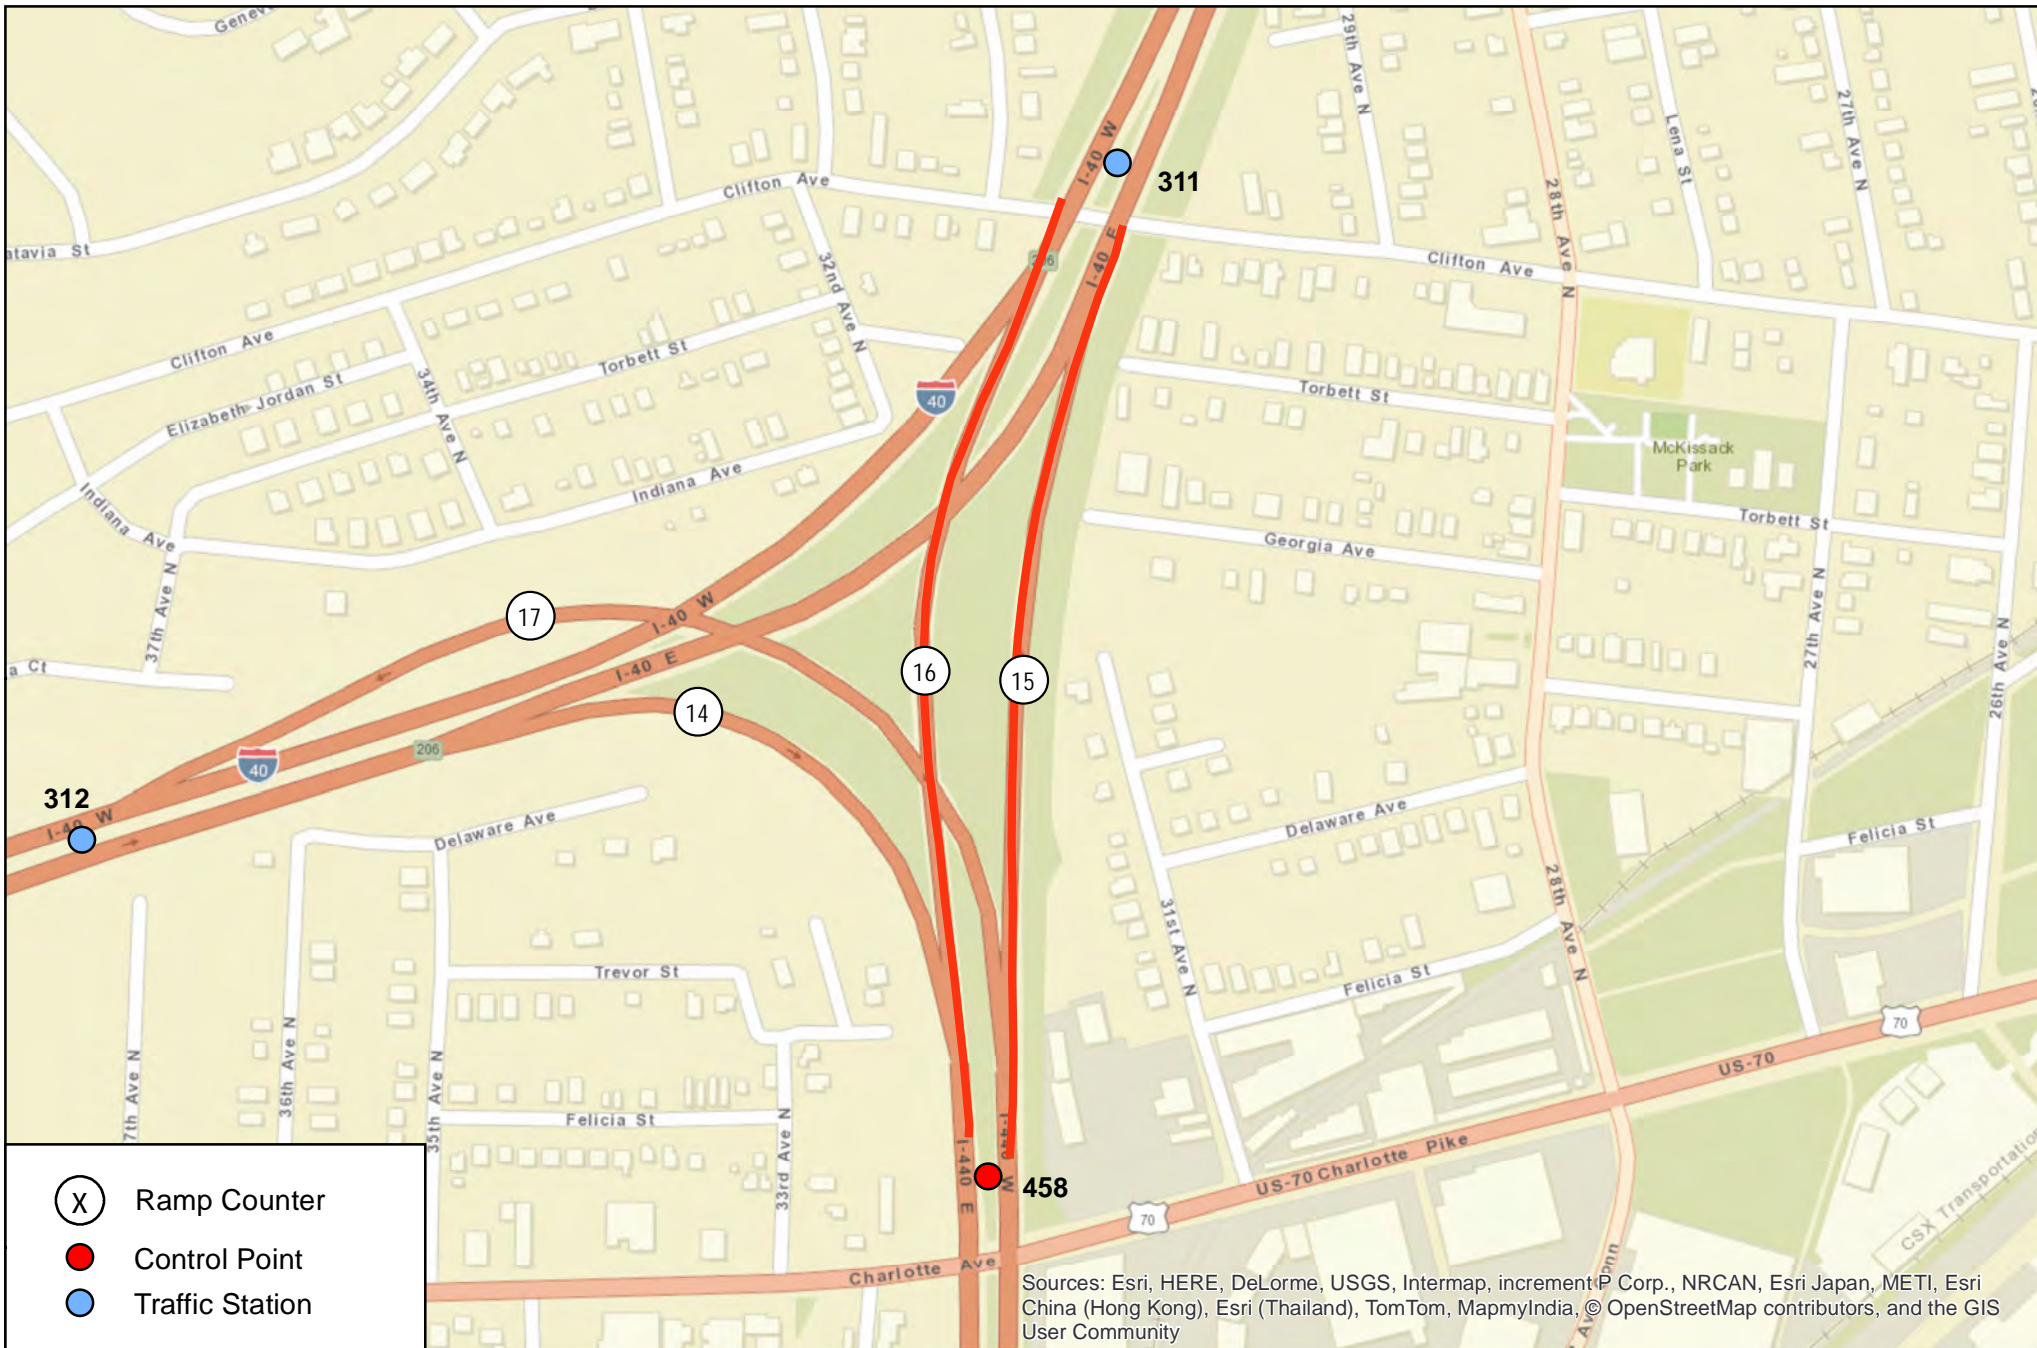 Clifton Ave
I-40 W
311
29th Ave N
28th Ave N
Lena St
27th Ave N
atavia St
32nd Ave N
206
I-40 E
Clifton Ave
Clifton Ave
Torbett St
Elizabeth Jordan St
34th Ave N
40
Torbett St
McKissack
Park
Indiana Ave
Indiana Ave
Torbett St
Georgia Ave
37th Ave N
17
I-40 W
I-40 E
a Ct
16
15
14
27th Ave N
26th Ave N
206
40
312
I-40 W
Delaware Ave
Delaware Ave
Felicia St
28th Ave N
31st Ave N
Trevor St
Felicia St
7th Ave N
36th Ave N
35th Ave N
Felicia St
33rd Ave N
I-440 E
I-440 W
458
US-70
70
US-70 Charlotte Pike
70
Charlotte Ave
CSX Transportation
X Ramp Counter
Control Point
Traffic Station
Sources: Esri, HERE, DeLorme, USGS, Intermap, increment P Corp., NRCAN, Esri Japan, METI, Esri
China (Hong Kong), Esri (Thailand), TomTom, MapmyIndia, © OpenStreetMap contributors, and the GIS
User Community